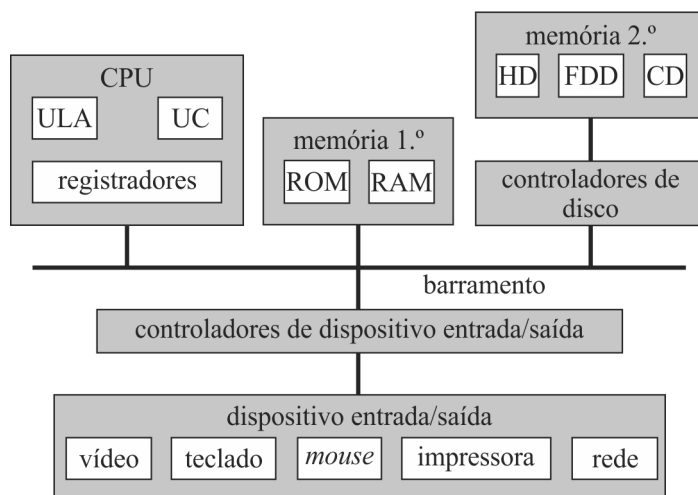 CPU
ULA UC
registradores
memória 1.º
ROM RAM
memória 2.º
HD FDD CD
controladores de
disco
barramento
controladores de dispositivo entrada/saída
dispositivo entrada/saída
vídeo teclado mouse impressora rede